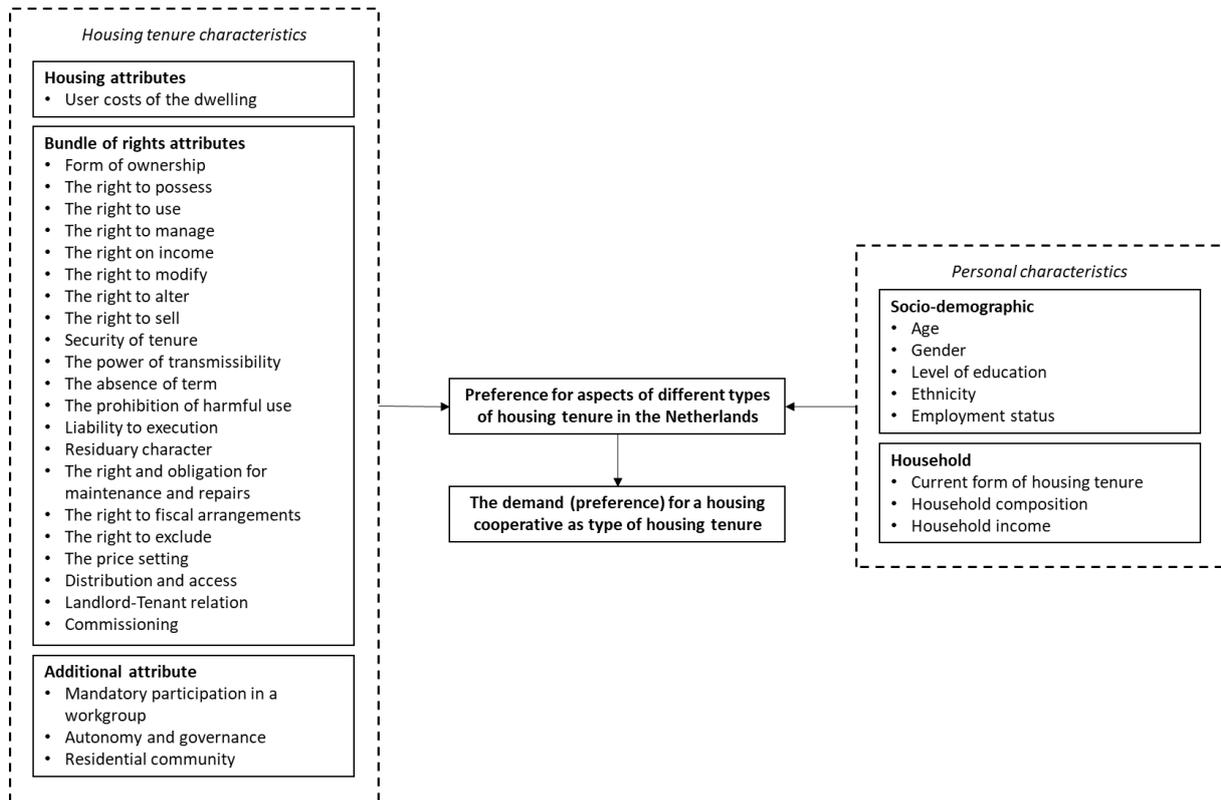 Housing tenure characteristics
Housing attributes
• User costs of the dwelling
Bundle of rights attributes
• Form of ownership
• The right to possess
• The right to use
• The right to manage
• The right on income
• The right to modify
• The right to alter
• The right to sell
• Security of tenure
• The power of transmissibility
• The absence of term
• The prohibition of harmful use
• Liability to execution
• Residuary character
• The right and obligation for
maintenance and repairs
• The right to fiscal arrangements
• The right to exclude
• The price setting
• Distribution and access
• Landlord-Tenant relation
• Commissioning
Additional attribute
• Mandatory participation in a
workgroup
• Autonomy and governance
• Residential community
Preference for aspects of different types
of housing tenure in the Netherlands
The demand (preference) for a housing
cooperative as type of housing tenure
Personal characteristics
Socio-demographic
• Age
• Gender
• Level of education
• Ethnicity
• Employment status
Household
• Current form of housing tenure
• Household composition
• Household income